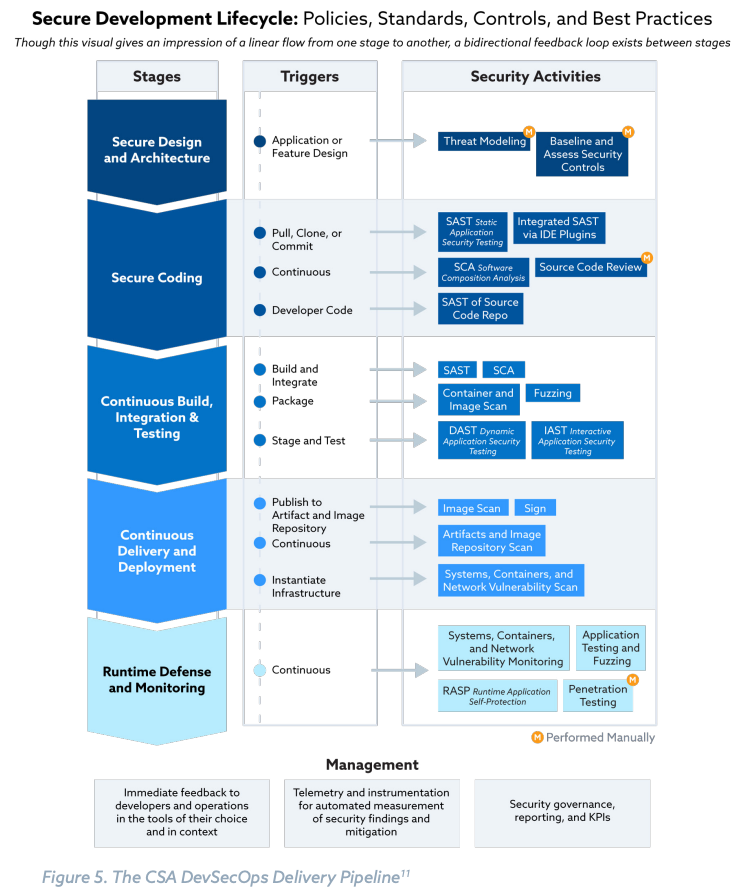 Secure Development Lifecycle: Policies, Standards, Controls, and Best Practices
Though this visual gives an impression of a linear flow from one stage to another, a bidirectional feedback loop exists between stages
Stages
Triggers
Security Activities
Secure Design
and Architecture
Application or
Feature Design
Threat Modeling
M
Baseline and
Assess Security
Controls
M
Secure Coding
Pull, Clone, or
Commit
SAST Static
Application
Security Testing
Integrated SAST
via IDE Plugins
Continuous
SCA Software
Composition Analysis
Source Code Review
M
Developer Code
SAST of Source
Code Repo
Continuous Build,
Integration &
Testing
Build and
Integrate
SAST
SCA
Package
Container and
Image Scan
Fuzzing
Stage and Test
DAST Dynamic
Application Security
Testing
IAST Interactive
Application Security
Testing
Continuous
Delivery and
Deployment
Publish to
Artifact and Image
Repository
Image Scan
Sign
Continuous
Artifacts and Image
Repository Scan
Instantiate
Infrastructure
Systems, Containers, and
Network Vulnerability Scan
Runtime Defense
and Monitoring
Continuous
Systems, Containers,
and Network
Vulnerability Monitoring
Application
Testing and
Fuzzing
RASP Runtime Application
Self-Protection
Penetration
Testing
M
M Performed Manually
Management
Immediate feedback to
developers and operations
in the tools of their choice
and in context
Telemetry and instrumentation
for automated measurement
of security findings and
mitigation
Security governance,
reporting, and KPIs
Figure 5. The CSA DevSecOps Delivery Pipeline¹¹